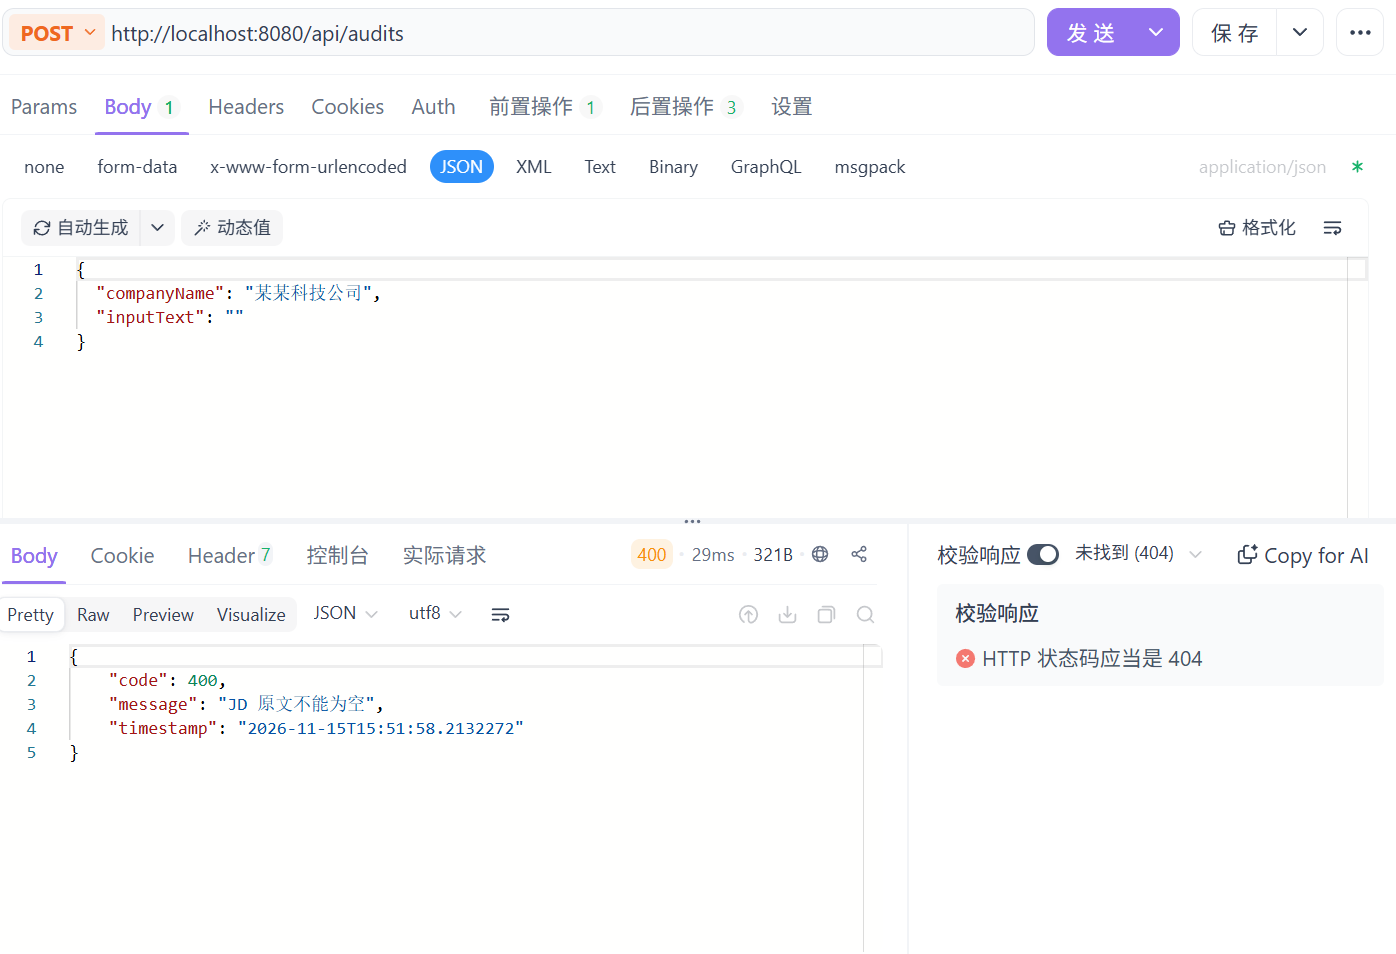 POST http://localhost:8080/api/audits 发 送 保 存
Params Body 1 Headers Cookies Auth 前置操作 1 后置操作 3 设置
none form-data x-www-form-urlencoded JSON XML Text Binary GraphQL msgpack application/json *
自动生成 动态值 格式化
1 {
2 "companyName": "某某科技公司",
3 "inputText": ""
4 }
Body Cookie Header 7 控制台 实际请求 400 29ms 321B
Pretty Raw Preview Visualize JSON utf8
1 {
2 "code": 400,
3 "message": "JD 原文不能为空",
4 "timestamp": "2026-11-15T15:51:58.2132272"
5 }
校验响应 未找到 (404) Copy for AI
校验响应
HTTP 状态码应当是 404